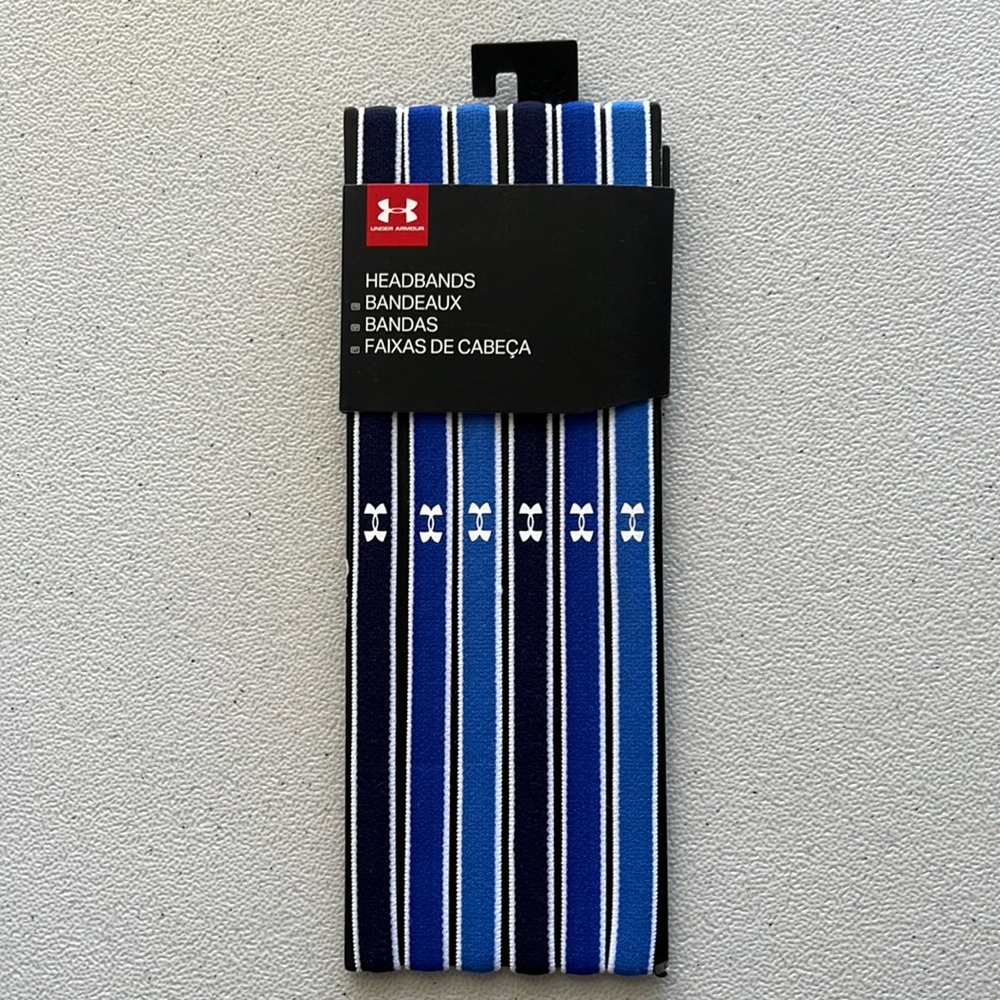 UNDER ARMOUR
HEADBANDS
BANDEAUX
BANDAS
FAIXAS DE CABEÇA